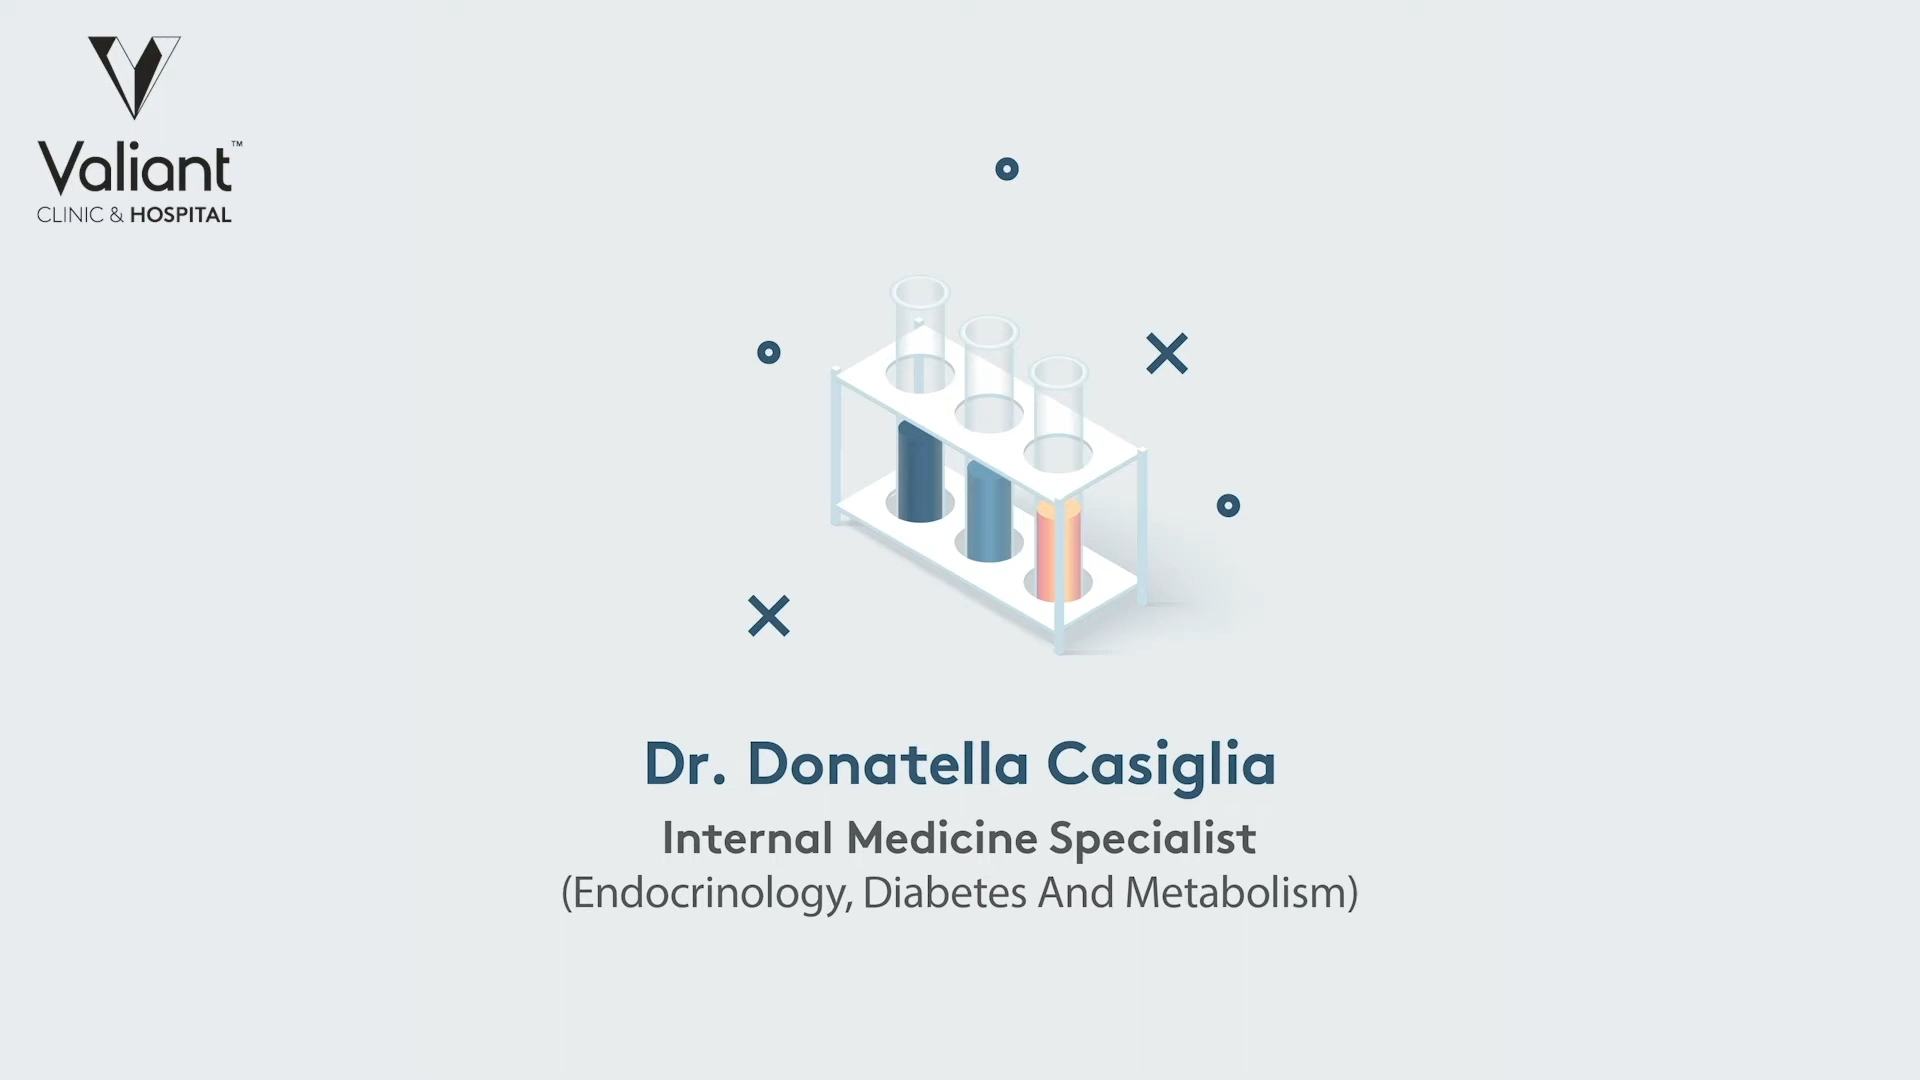 Valiant™
CLINIC & HOSPITAL
Dr. Donatella Casiglia
Internal Medicine Specialist
(Endocrinology, Diabetes And Metabolism)